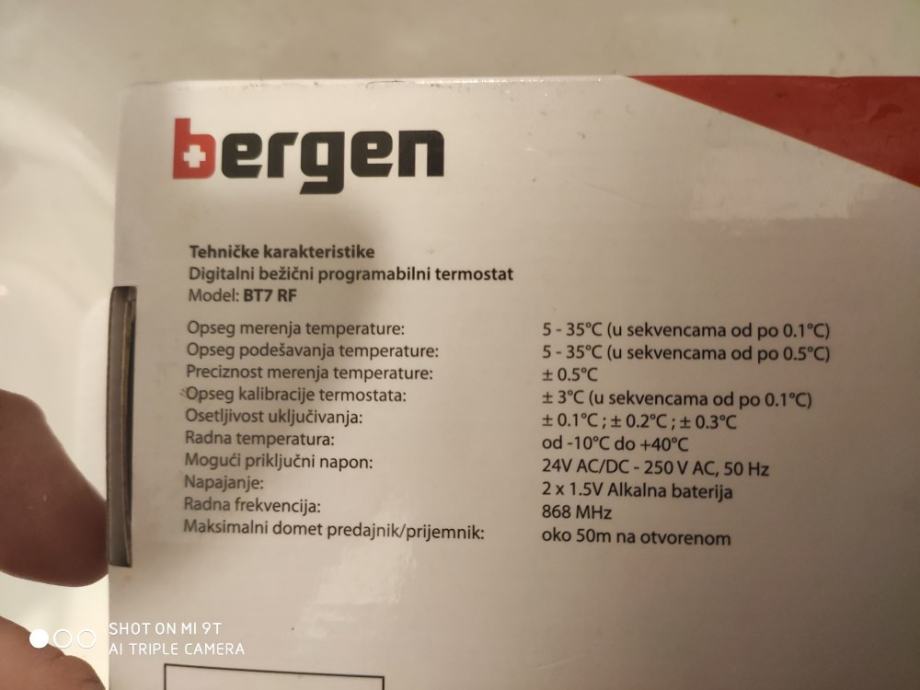 bergen
Tehničke karakteristike
Digitalni bežični programabilni termostat
Model: BT7 RF
Opseg merenja temperature: 5 - 35°C (u sekvencama od po 0.1°C)
Opseg podešavanja temperature: 5 - 35°C (u sekvencama od po 0.5°C)
Preciznost merenja temperature: ± 0.5°C
Opseg kalibracije termostata: ± 3°C (u sekvencama od po 0.1°C)
Osetljivost uključivanja: ± 0.1°C ; ± 0.2°C ; ± 0.3°C
Radna temperatura: od -10°C do +40°C
Mogući priključni napon: 24V AC/DC - 250 V AC, 50 Hz
Napajanje: 2 x 1.5V Alkalna baterija
Radna frekvencija: 868 MHz
Maksimalni domet predajnik/prijemnik: oko 50m na otvorenom
SHOT ON MI 9T
AI TRIPLE CAMERA